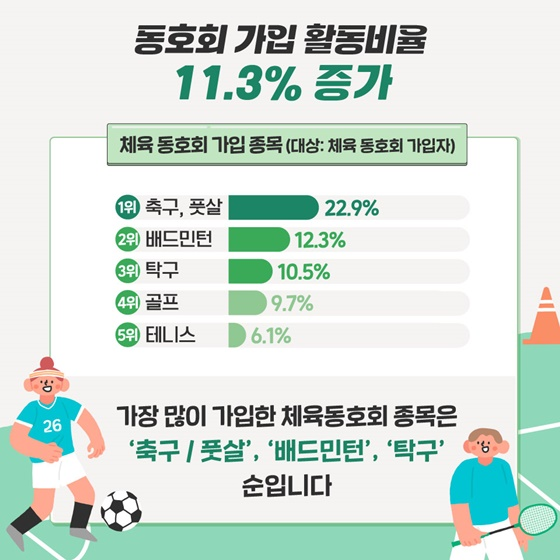 동호회 가입 활동비율
11.3% 증가
체육 동호회 가입 종목 (대상: 체육 동호회 가입자)
1위 축구, 풋살 22.9%
2위 배드민턴 12.3%
3위 탁구 10.5%
4위 골프 9.7%
5위 테니스 6.1%
26
가장 많이 가입한 체육동호회 종목은
‘축구 / 풋살’, ‘배드민턴’, ‘탁구’
순입니다